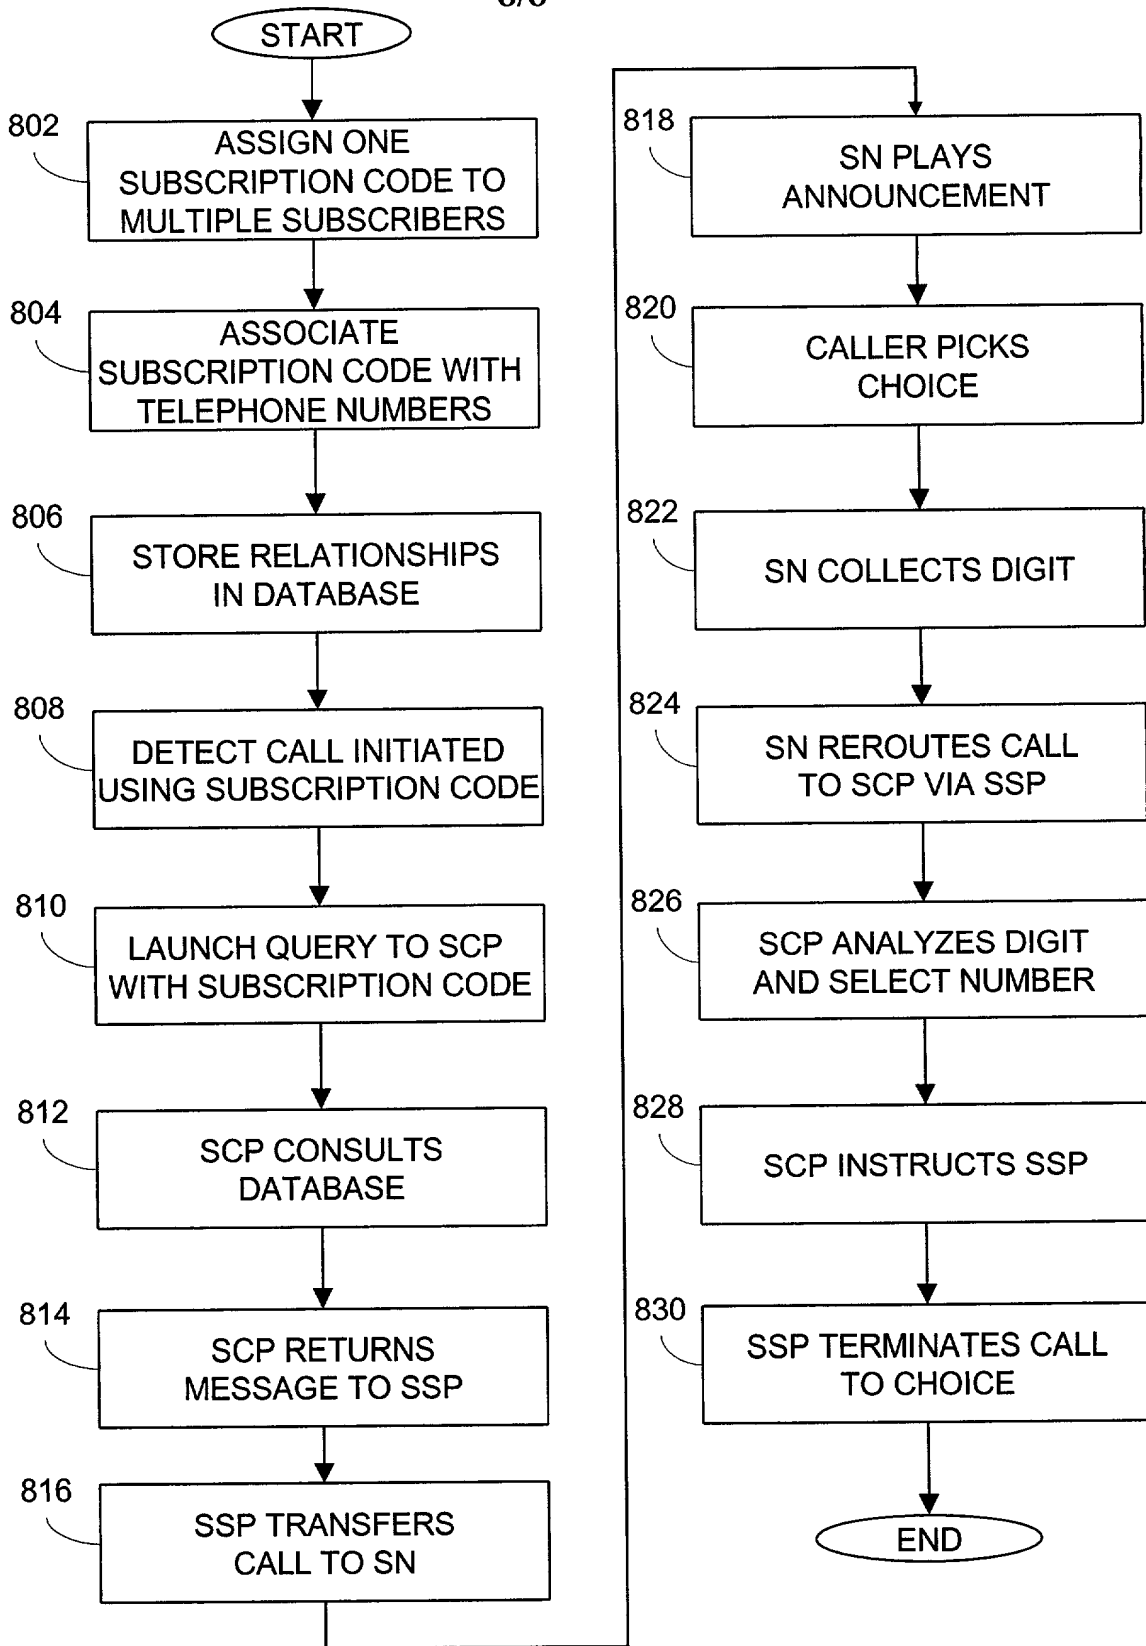 START
802
ASSIGN ONE
SUBSCRIPTION CODE TO
MULTIPLE SUBSCRIBERS
804
ASSOCIATE
SUBSCRIPTION CODE WITH
TELEPHONE NUMBERS
806
STORE RELATIONSHIPS
IN DATABASE
808
DETECT CALL INITIATED
USING SUBSCRIPTION CODE
810
LAUNCH QUERY TO SCP
WITH SUBSCRIPTION CODE
812
SCP CONSULTS
DATABASE
814
SCP RETURNS
MESSAGE TO SSP
816
SSP TRANSFERS
CALL TO SN
818
SN PLAYS
ANNOUNCEMENT
820
CALLER PICKS
CHOICE
822
SN COLLECTS DIGIT
824
SN REROUTES CALL
TO SCP VIA SSP
826
SCP ANALYZES DIGIT
AND SELECT NUMBER
828
SCP INSTRUCTS SSP
830
SSP TERMINATES CALL
TO CHOICE
END